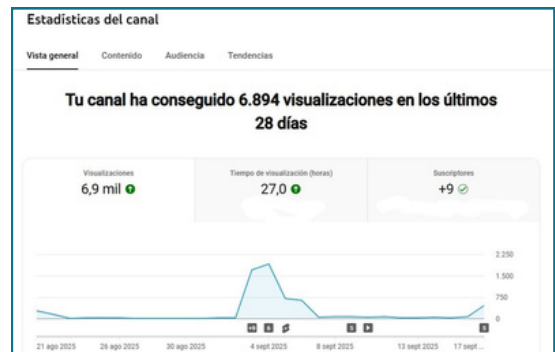 Estadísticas del canal
Vista general Contenido Audiencia Tendencias
Tu canal ha conseguido 6.894 visualizaciones en los últimos
28 días
Visualizaciones Tiempo de visualización (horas) Suscriptores
6,9 mil 27,0 +9
2.250
1.500
750
0
21 ago 2025 26 ago 2025 30 ago 2025 4 sept 2025 8 sept 2025 13 sept 2025 17 sept...